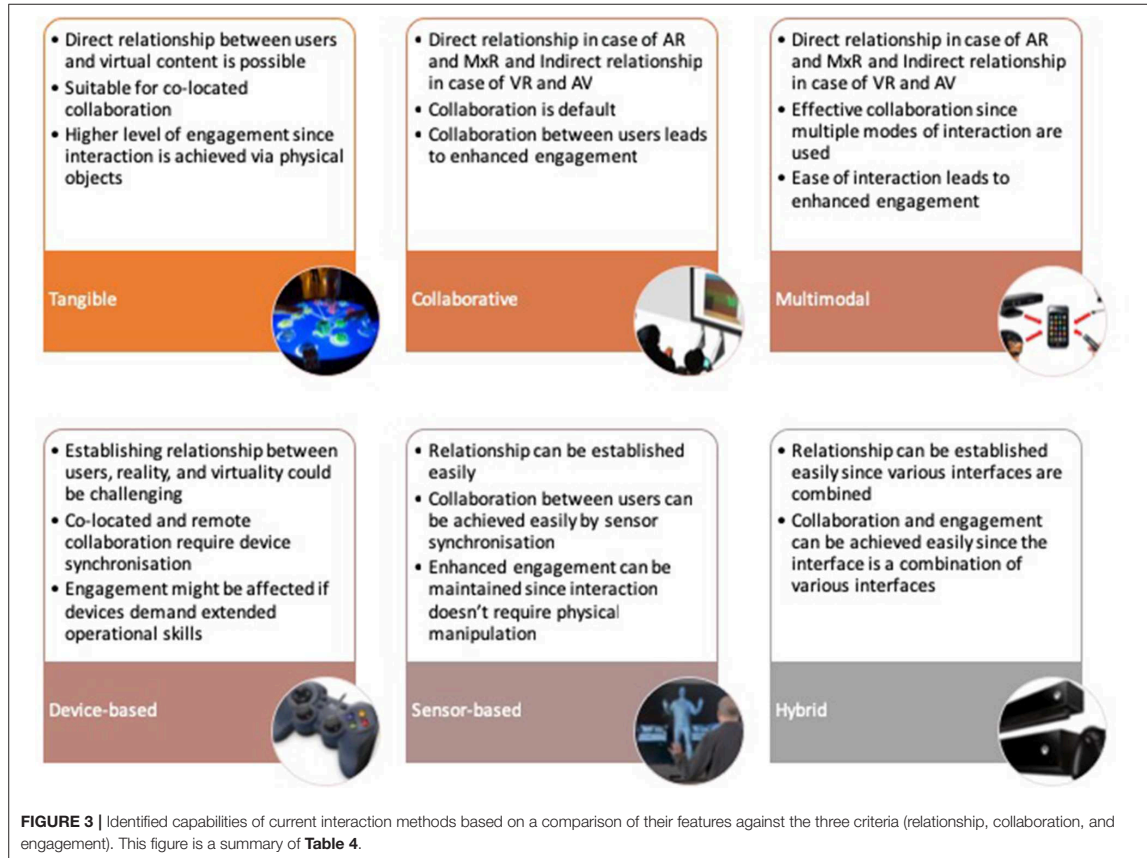 • Direct relationship between users
and virtual content is possible
• Suitable for co-located
collaboration
• Higher level of engagement since
interaction is achieved via physical
objects
Tangible
• Direct relationship in case of AR
and MxR and Indirect relationship
in case of VR and AV
• Collaboration is default
• Collaboration between users leads
to enhanced engagement
Collaborative
• Direct relationship in case of AR
and MxR and Indirect relationship
in case of VR and AV
• Effective collaboration since
multiple modes of interaction are
used
• Ease of interaction leads to
enhanced engagement
Multimodal
• Establishing relationship between
users, reality, and virtuality could
be challenging
• Co-located and remote
collaboration require device
synchronisation
• Engagement might be affected if
devices demand extended
operational skills
Device-based
• Relationship can be established
easily
• Collaboration between users can
be achieved easily by sensor
synchronisation
• Enhanced engagement can be
maintained since interaction
doesn't require physical
manipulation
Sensor-based
• Relationship can be established
easily since various interfaces are
combined
• Collaboration and engagement
can be achieved easily since the
interface is a combination of
various interfaces
Hybrid
FIGURE 3 | Identified capabilities of current interaction methods based on a comparison of their features against the three criteria (relationship, collaboration, and
engagement). This figure is a summary of Table 4.